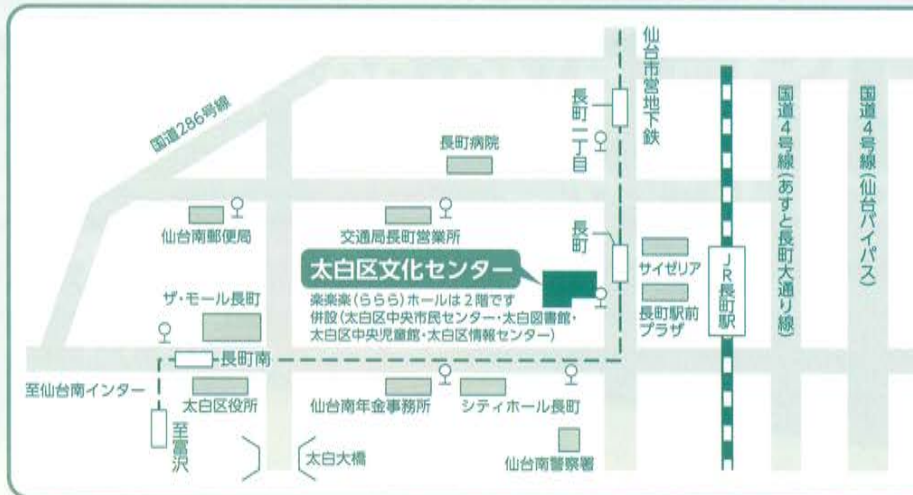 仙台市営地下鉄
国道286号線
長町一丁目
長町病院
国道4号線(あすと長町大通り線)
国道4号線(仙台バイパス)
仙台南郵便局
交通局長町営業所
長町
太白区文化センター
楽楽楽(ららら)ホールは2階です
併設(太白区中央市民センター・太白図書館・
太白区中央児童館・太白区情報センター)
サイゼリア
長町駅前
プラザ
JR長町駅
ザ・モール長町
長町南
至仙台南インター
太白区役所
仙台南年金事務所
シティホール長町
至富沢
太白大橋
仙台南警察署